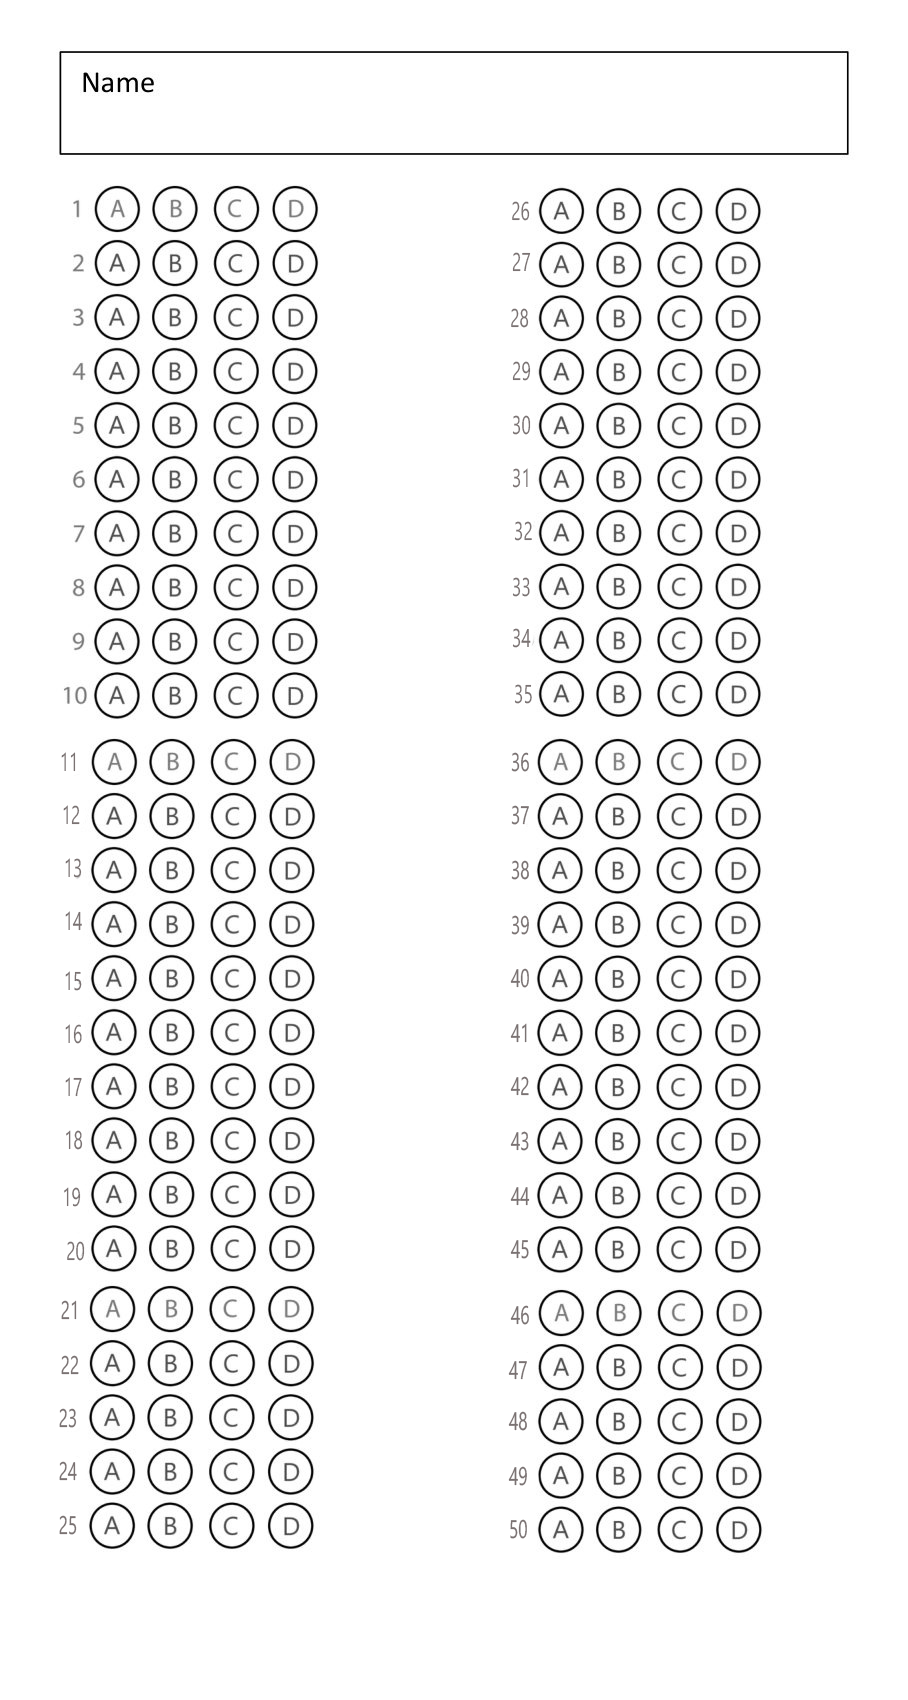 Name
1 A B C D
2 A B C D
3 A B C D
4 A B C D
5 A B C D
6 A B C D
7 A B C D
8 A B C D
9 A B C D
10 A B C D
11 A B C D
12 A B C D
13 A B C D
14 A B C D
15 A B C D
16 A B C D
17 A B C D
18 A B C D
19 A B C D
20 A B C D
21 A B C D
22 A B C D
23 A B C D
24 A B C D
25 A B C D
26 A B C D
27 A B C D
28 A B C D
29 A B C D
30 A B C D
31 A B C D
32 A B C D
33 A B C D
34 A B C D
35 A B C D
36 A B C D
37 A B C D
38 A B C D
39 A B C D
40 A B C D
41 A B C D
42 A B C D
43 A B C D
44 A B C D
45 A B C D
46 A B C D
47 A B C D
48 A B C D
49 A B C D
50 A B C D